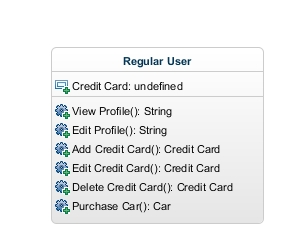 Regular User
Credit Card: undefined
View Profile(): String
Edit Profile(): String
Add Credit Card(): Credit Card
Edit Credit Card(): Credit Card
Delete Credit Card(): Credit Card
Purchase Car(): Car